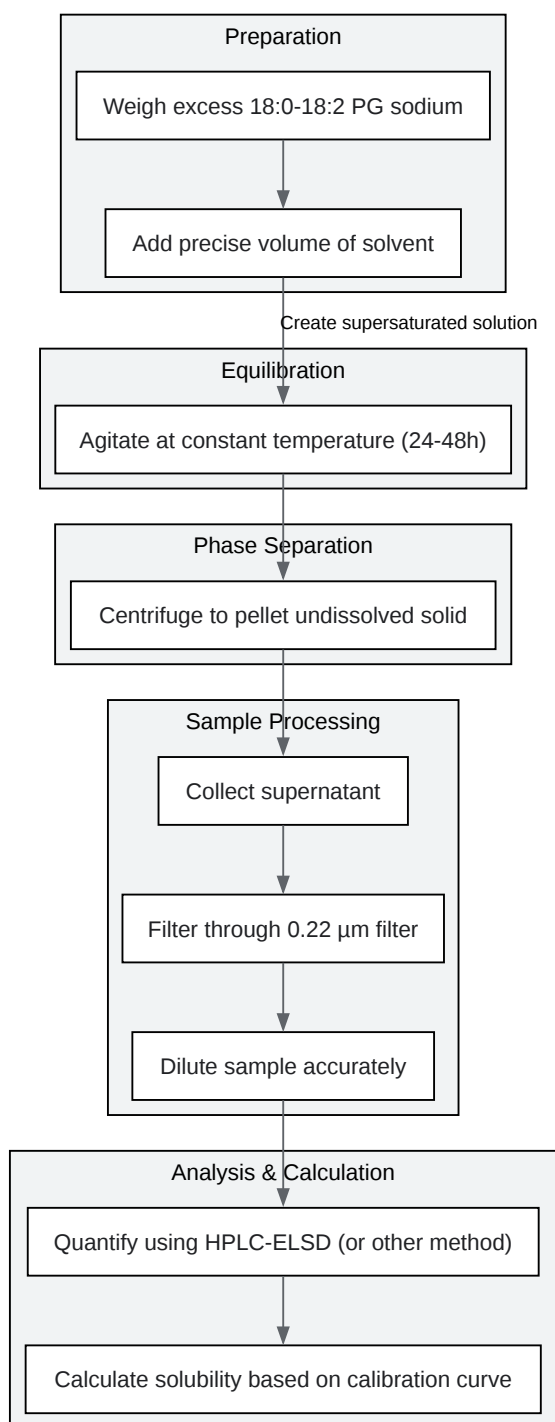 Preparation
Weigh excess 18:0-18:2 PG sodium
Add precise volume of solvent
Create supersaturated solution
Equilibration
Agitate at constant temperature (24-48h)
Phase Separation
Centrifuge to pellet undissolved solid
Sample Processing
Collect supernatant
Filter through 0.22 µm filter
Dilute sample accurately
Analysis & Calculation
Quantify using HPLC-ELSD (or other method)
Calculate solubility based on calibration curve